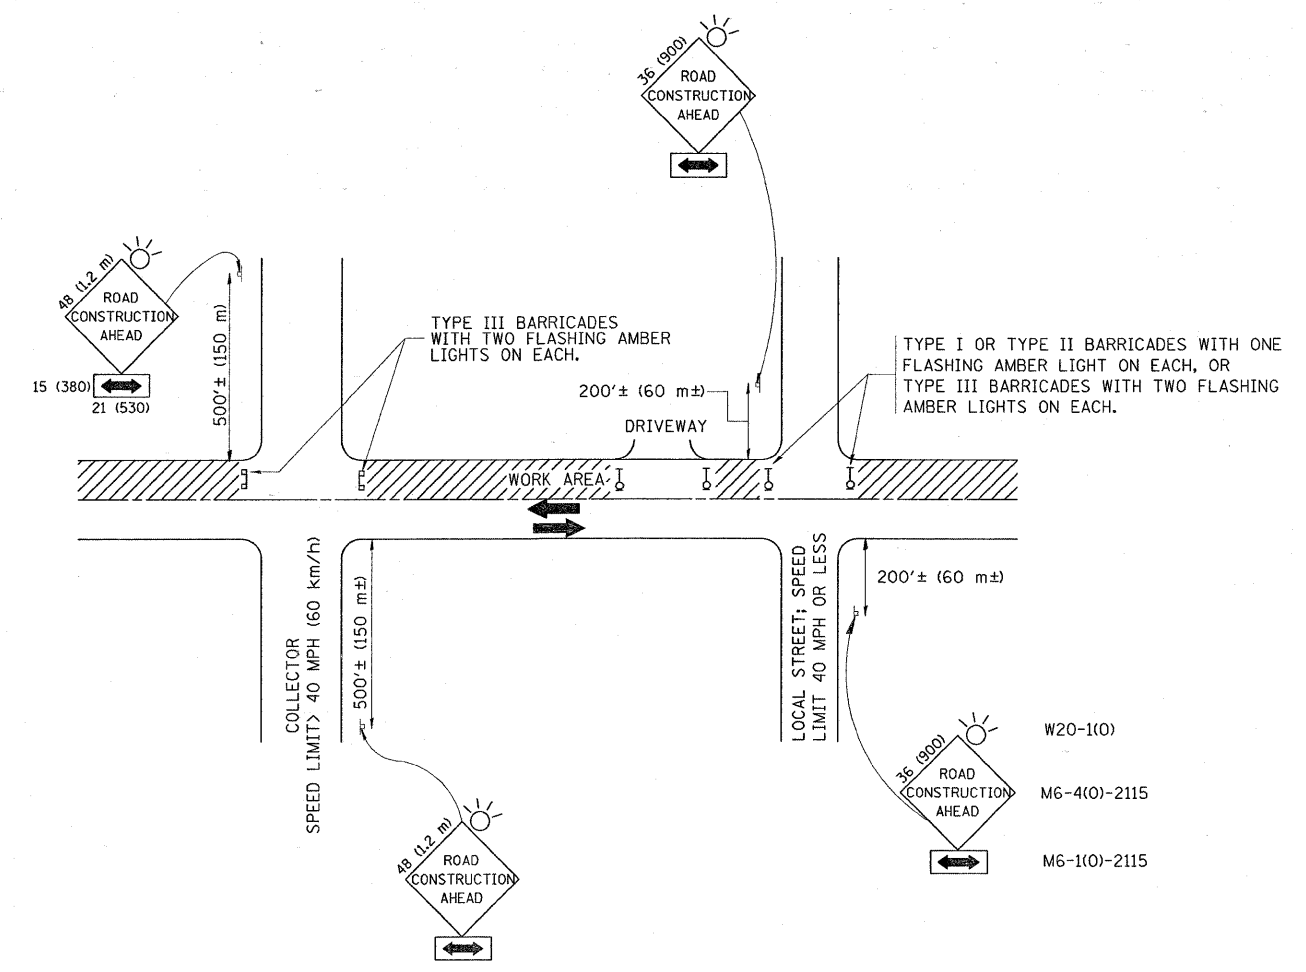 36 (900)
ROAD
CONSTRUCTION
AHEAD
48 (1.2 m)
ROAD
CONSTRUCTION
AHEAD
15 (380)
21 (530)
500'± (150 m)
TYPE III BARRICADES
WITH TWO FLASHING AMBER
LIGHTS ON EACH.
200'± (60 m±)
DRIVEWAY
TYPE I OR TYPE II BARRICADES WITH ONE
FLASHING AMBER LIGHT ON EACH, OR
TYPE III BARRICADES WITH TWO FLASHING
AMBER LIGHTS ON EACH.
WORK AREA
COLLECTOR
SPEED LIMIT> 40 MPH (60 km/h)
500'± (150 m±)
LOCAL STREET; SPEED
LIMIT 40 MPH OR LESS
200'± (60 m±)
48 (1.2 m)
ROAD
CONSTRUCTION
AHEAD
36 (900)
ROAD
CONSTRUCTION
AHEAD
W20-1(O)
M6-4(O)-2115
M6-1(O)-2115